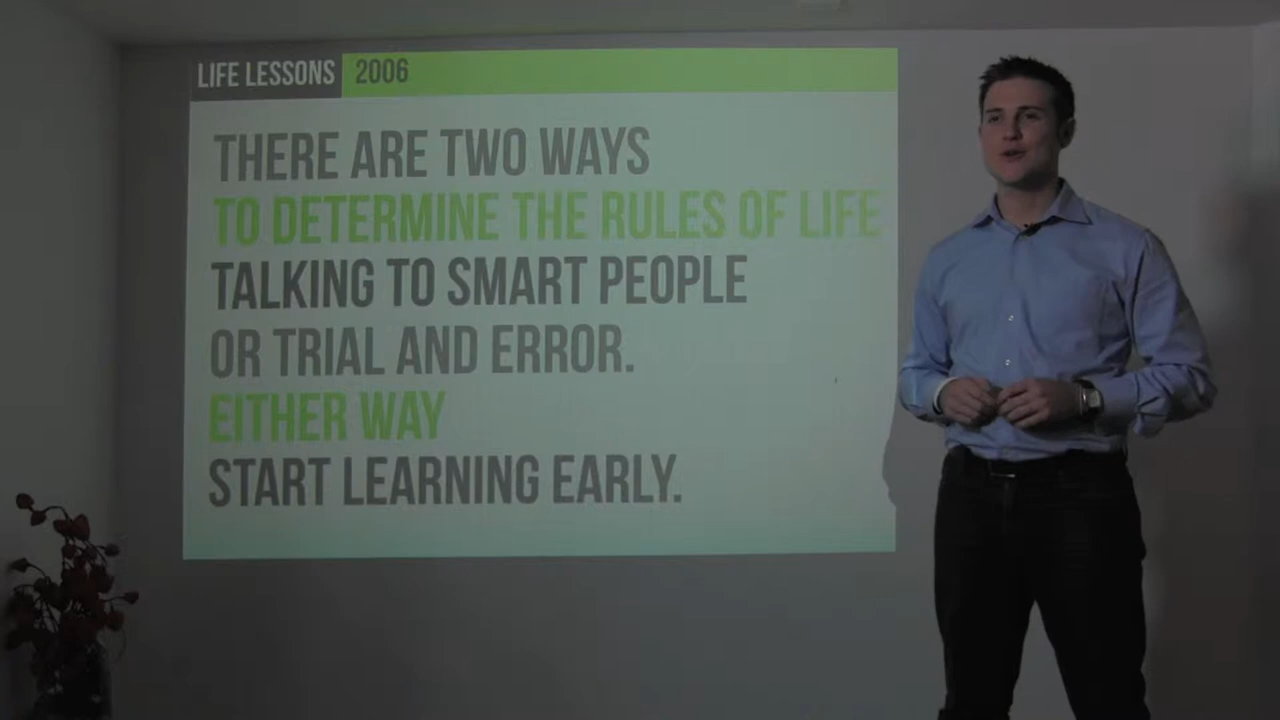 LIFE LESSONS 2006
THERE ARE TWO WAYS
TO DETERMINE THE RULES OF LIFE
TALKING TO SMART PEOPLE
OR TRIAL AND ERROR.
EITHER WAY
START LEARNING EARLY.